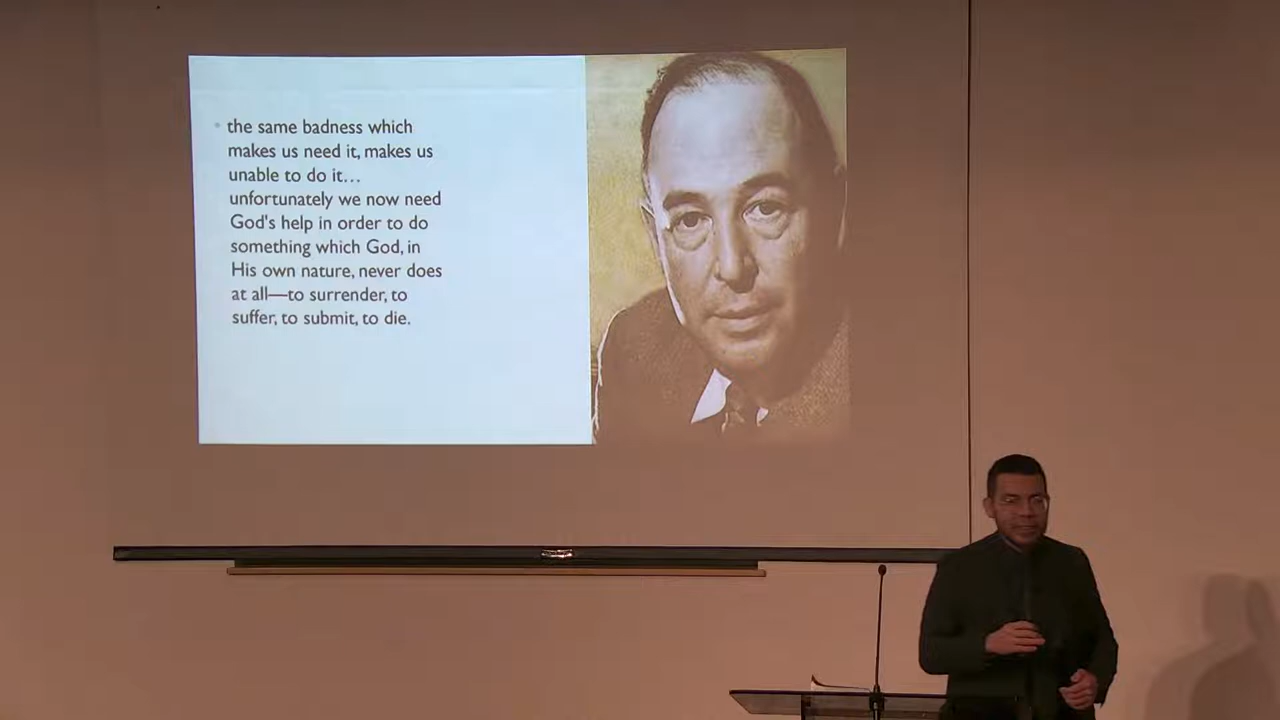 the same badness which
makes us need it, makes us
unable to do it…
unfortunately we now need
God's help in order to do
something which God, in
His own nature, never does
at all—to surrender, to
suffer, to submit, to die.